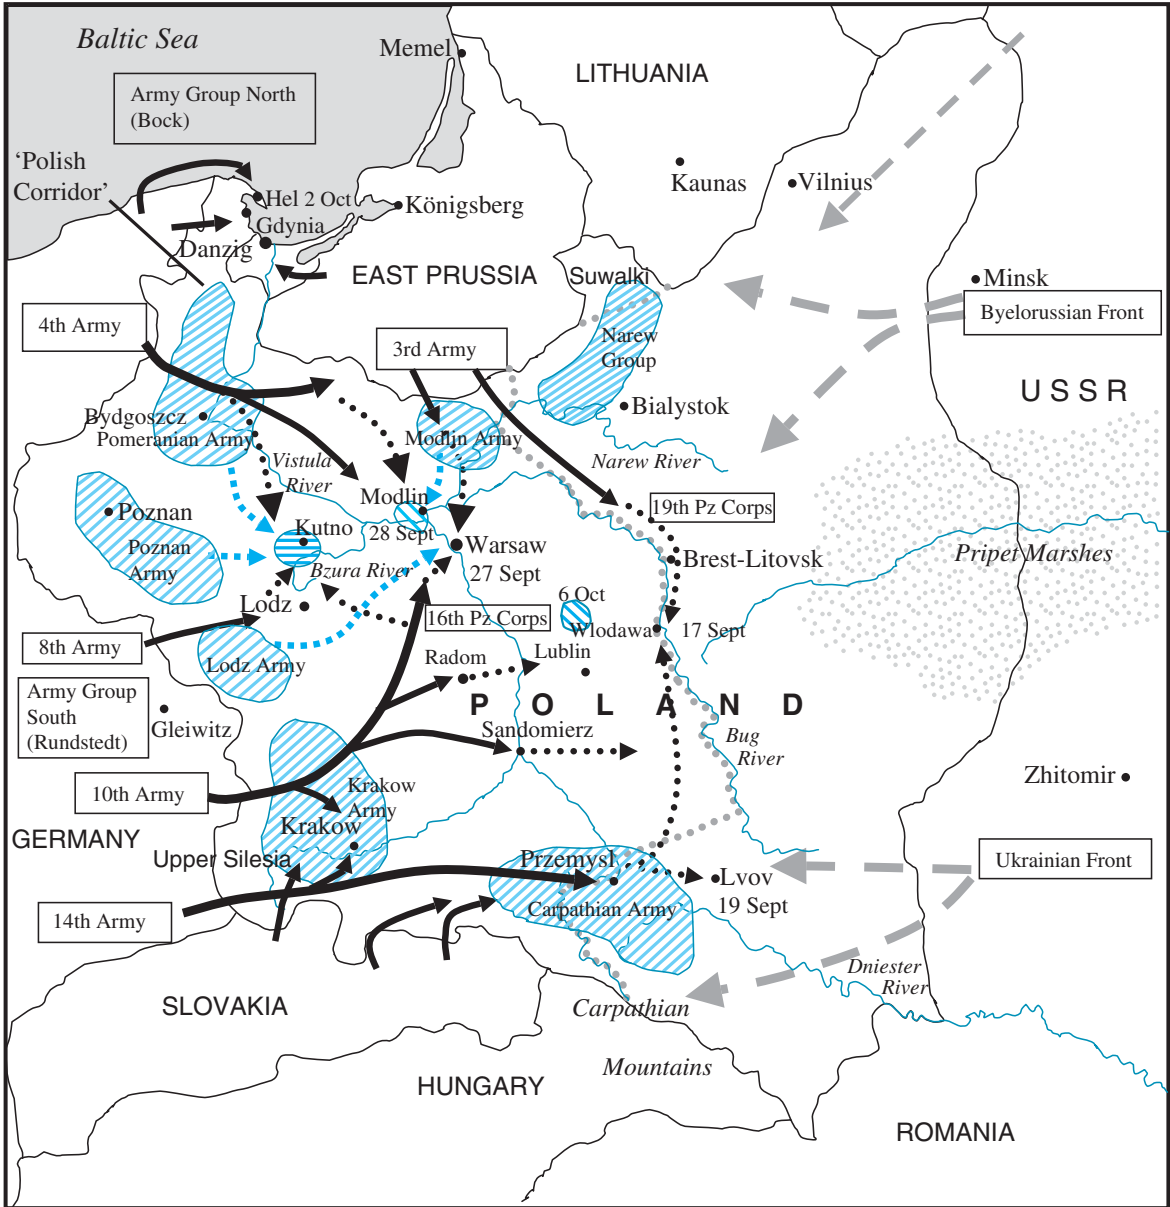 Baltic Sea
Memel
LITHUANIA
Army Group North
(Bock)
'Polish
Corridor'
Kaunas
Vilnius
Hel 2 Oct
Königsberg
Gdynia
Danzig
EAST PRUSSIA
Suwalki
Minsk
Byelorussian Front
4th Army
3rd Army
Narew
Group
USSR
Bialystok
Bydgoszcz
Pomeranian Army
Modlin Army
Narew River
Vistula
River
Modlin
19th Pz Corps
Poznan
Kutno
28 Sept
Poznan
Army
Warsaw
27 Sept
Brest-Litovsk
Pripet Marshes
Bzura River
6 Oct
Lodz
16th Pz Corps
Wlodawa
17 Sept
8th Army
Lodz Army
Radom
Lublin
Army Group
South
(Rundstedt)
Gleiwitz
POLAND
Sandomierz
Bug
River
10th Army
Krakow
Army
Zhitomir
Krakow
GERMANY
Upper Silesia
Przemysl
Ukrainian Front
Lvov
19 Sept
14th Army
Carpathian Army
Dniester
River
SLOVAKIA
Carpathian
Mountains
HUNGARY
ROMANIA